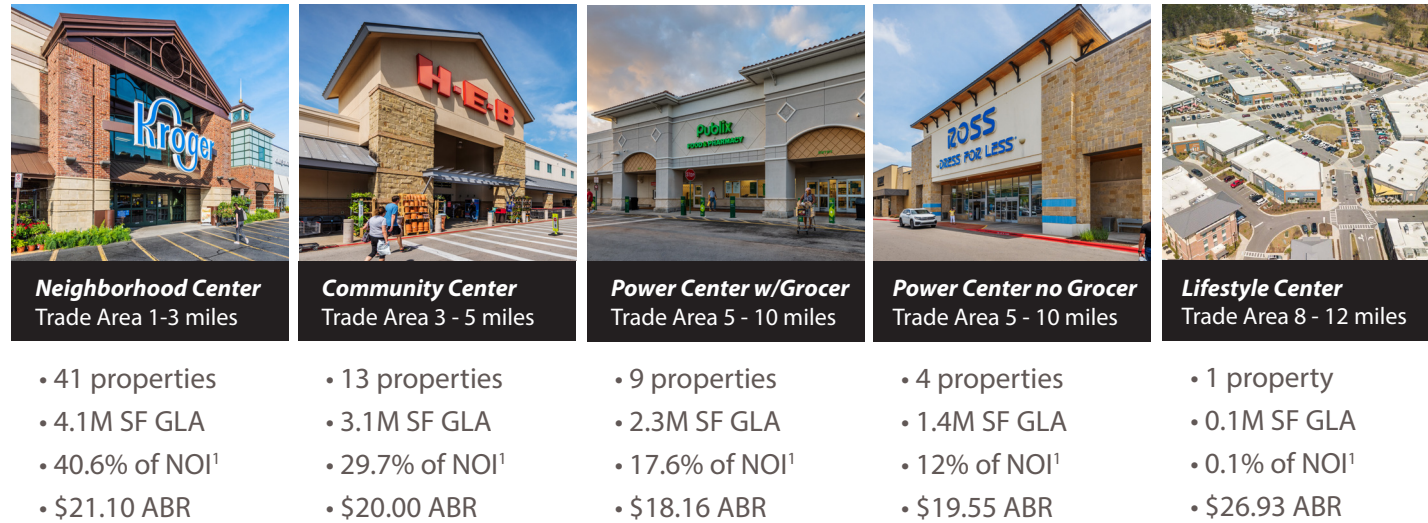 Kroger
H-E-B
Publix
FOOD & PHARMACY
ROSS
DRESS FOR LESS
Neighborhood Center
Trade Area 1-3 miles
• 41 properties
• 4.1M SF GLA
• 40.6% of NOI¹
• $21.10 ABR
Community Center
Trade Area 3 - 5 miles
• 13 properties
• 3.1M SF GLA
• 29.7% of NOI¹
• $20.00 ABR
Power Center w/Grocer
Trade Area 5 - 10 miles
• 9 properties
• 2.3M SF GLA
• 17.6% of NOI¹
• $18.16 ABR
Power Center no Grocer
Trade Area 5 - 10 miles
• 4 properties
• 1.4M SF GLA
• 12% of NOI¹
• $19.55 ABR
Lifestyle Center
Trade Area 8 - 12 miles
• 1 property
• 0.1M SF GLA
• 0.1% of NOI¹
• $26.93 ABR